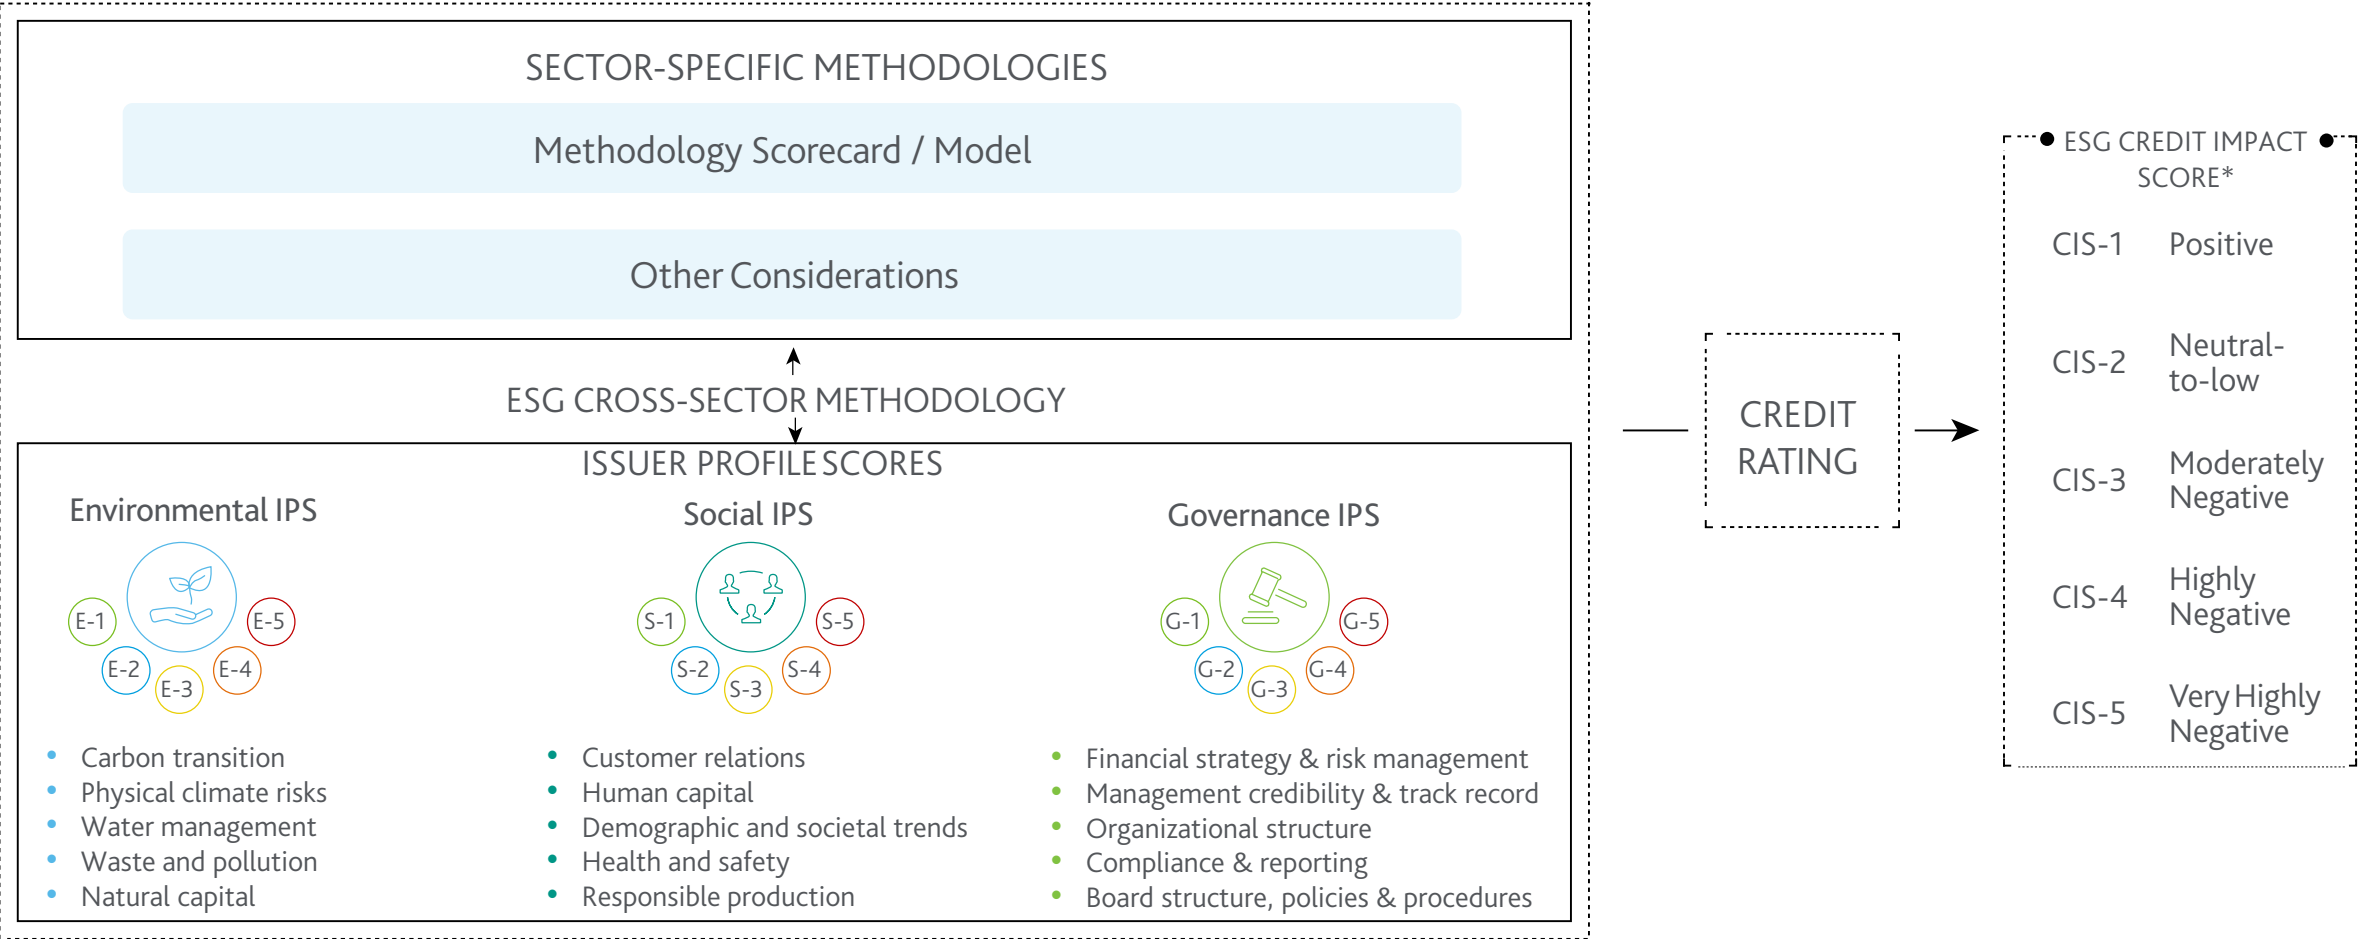 SECTOR-SPECIFIC METHODOLOGIES
Methodology Scorecard / Model
Other Considerations
ESG CROSS-SECTOR METHODOLOGY
ISSUER PROFILE SCORES
Environmental IPS
E-1
E-2
E-3
E-4
E-5
• Carbon transition
• Physical climate risks
• Water management
• Waste and pollution
• Natural capital
Social IPS
S-1
S-2
S-3
S-4
S-5
• Customer relations
• Human capital
• Demographic and societal trends
• Health and safety
• Responsible production
Governance IPS
G-1
G-2
G-3
G-4
G-5
• Financial strategy & risk management
• Management credibility & track record
• Organizational structure
• Compliance & reporting
• Board structure, policies & procedures
CREDIT
RATING
ESG CREDIT IMPACT
SCORE*
CIS-1 Positive
CIS-2 Neutral-
to-low
CIS-3 Moderately
Negative
CIS-4 Highly
Negative
CIS-5 Very Highly
Negative